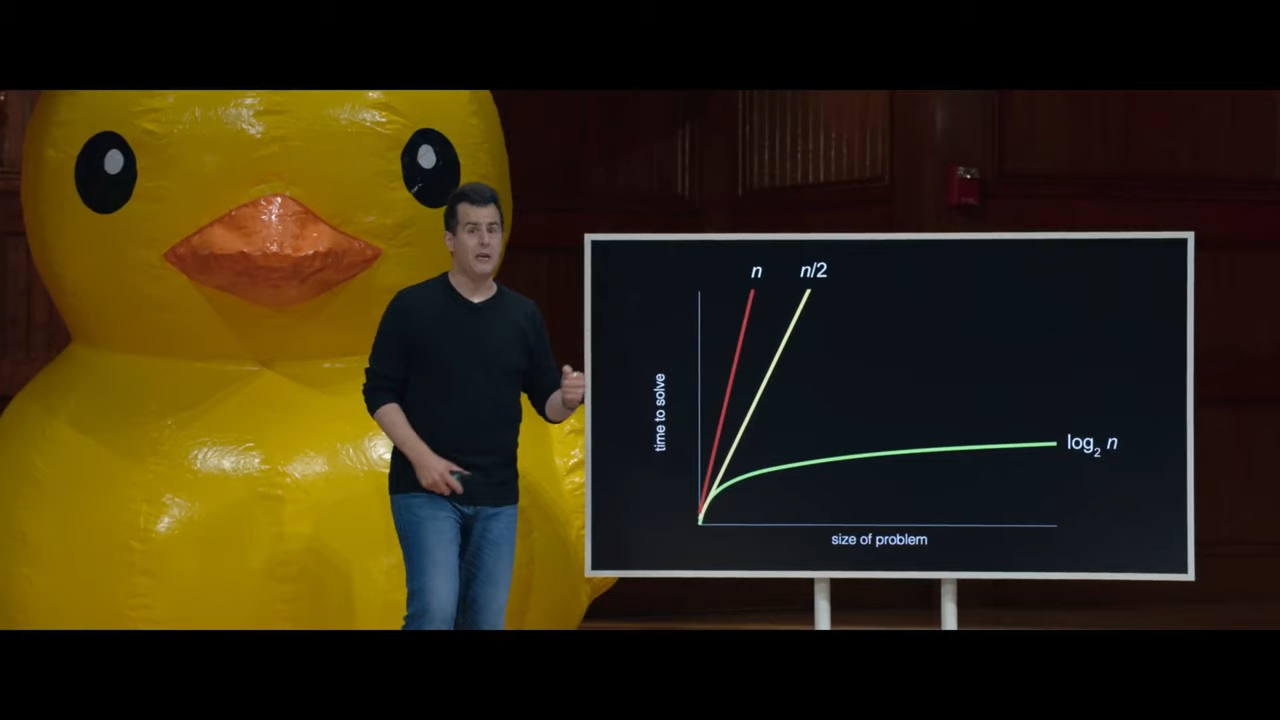 n
n/2
time to solve
log₂ n
size of problem